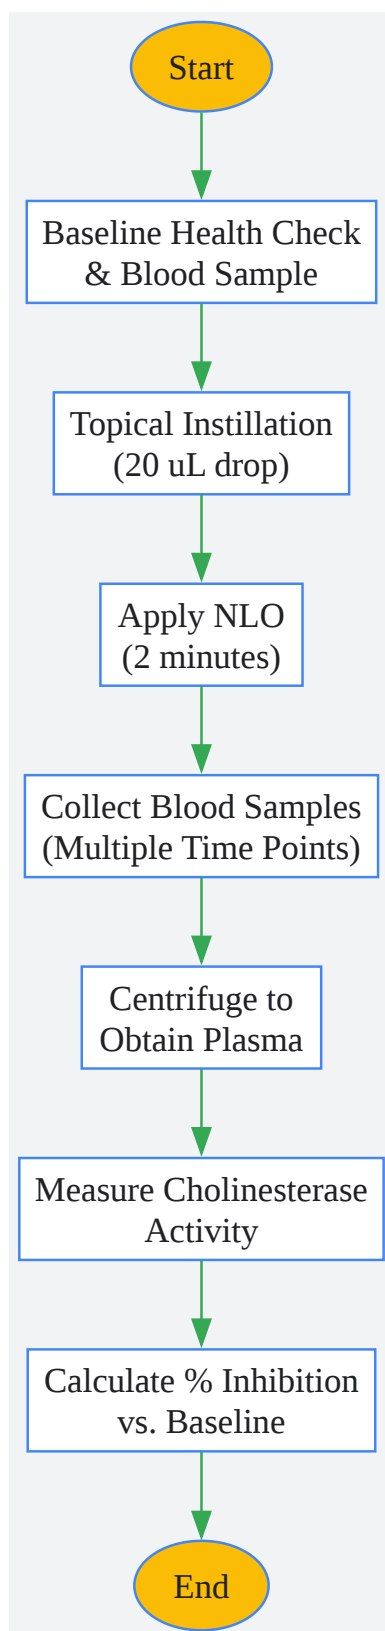 Start
Baseline Health Check
& Blood Sample
Topical Instillation
(20 uL drop)
Apply NLO
(2 minutes)
Collect Blood Samples
(Multiple Time Points)
Centrifuge to
Obtain Plasma
Measure Cholinesterase
Activity
Calculate % Inhibition
vs. Baseline
End